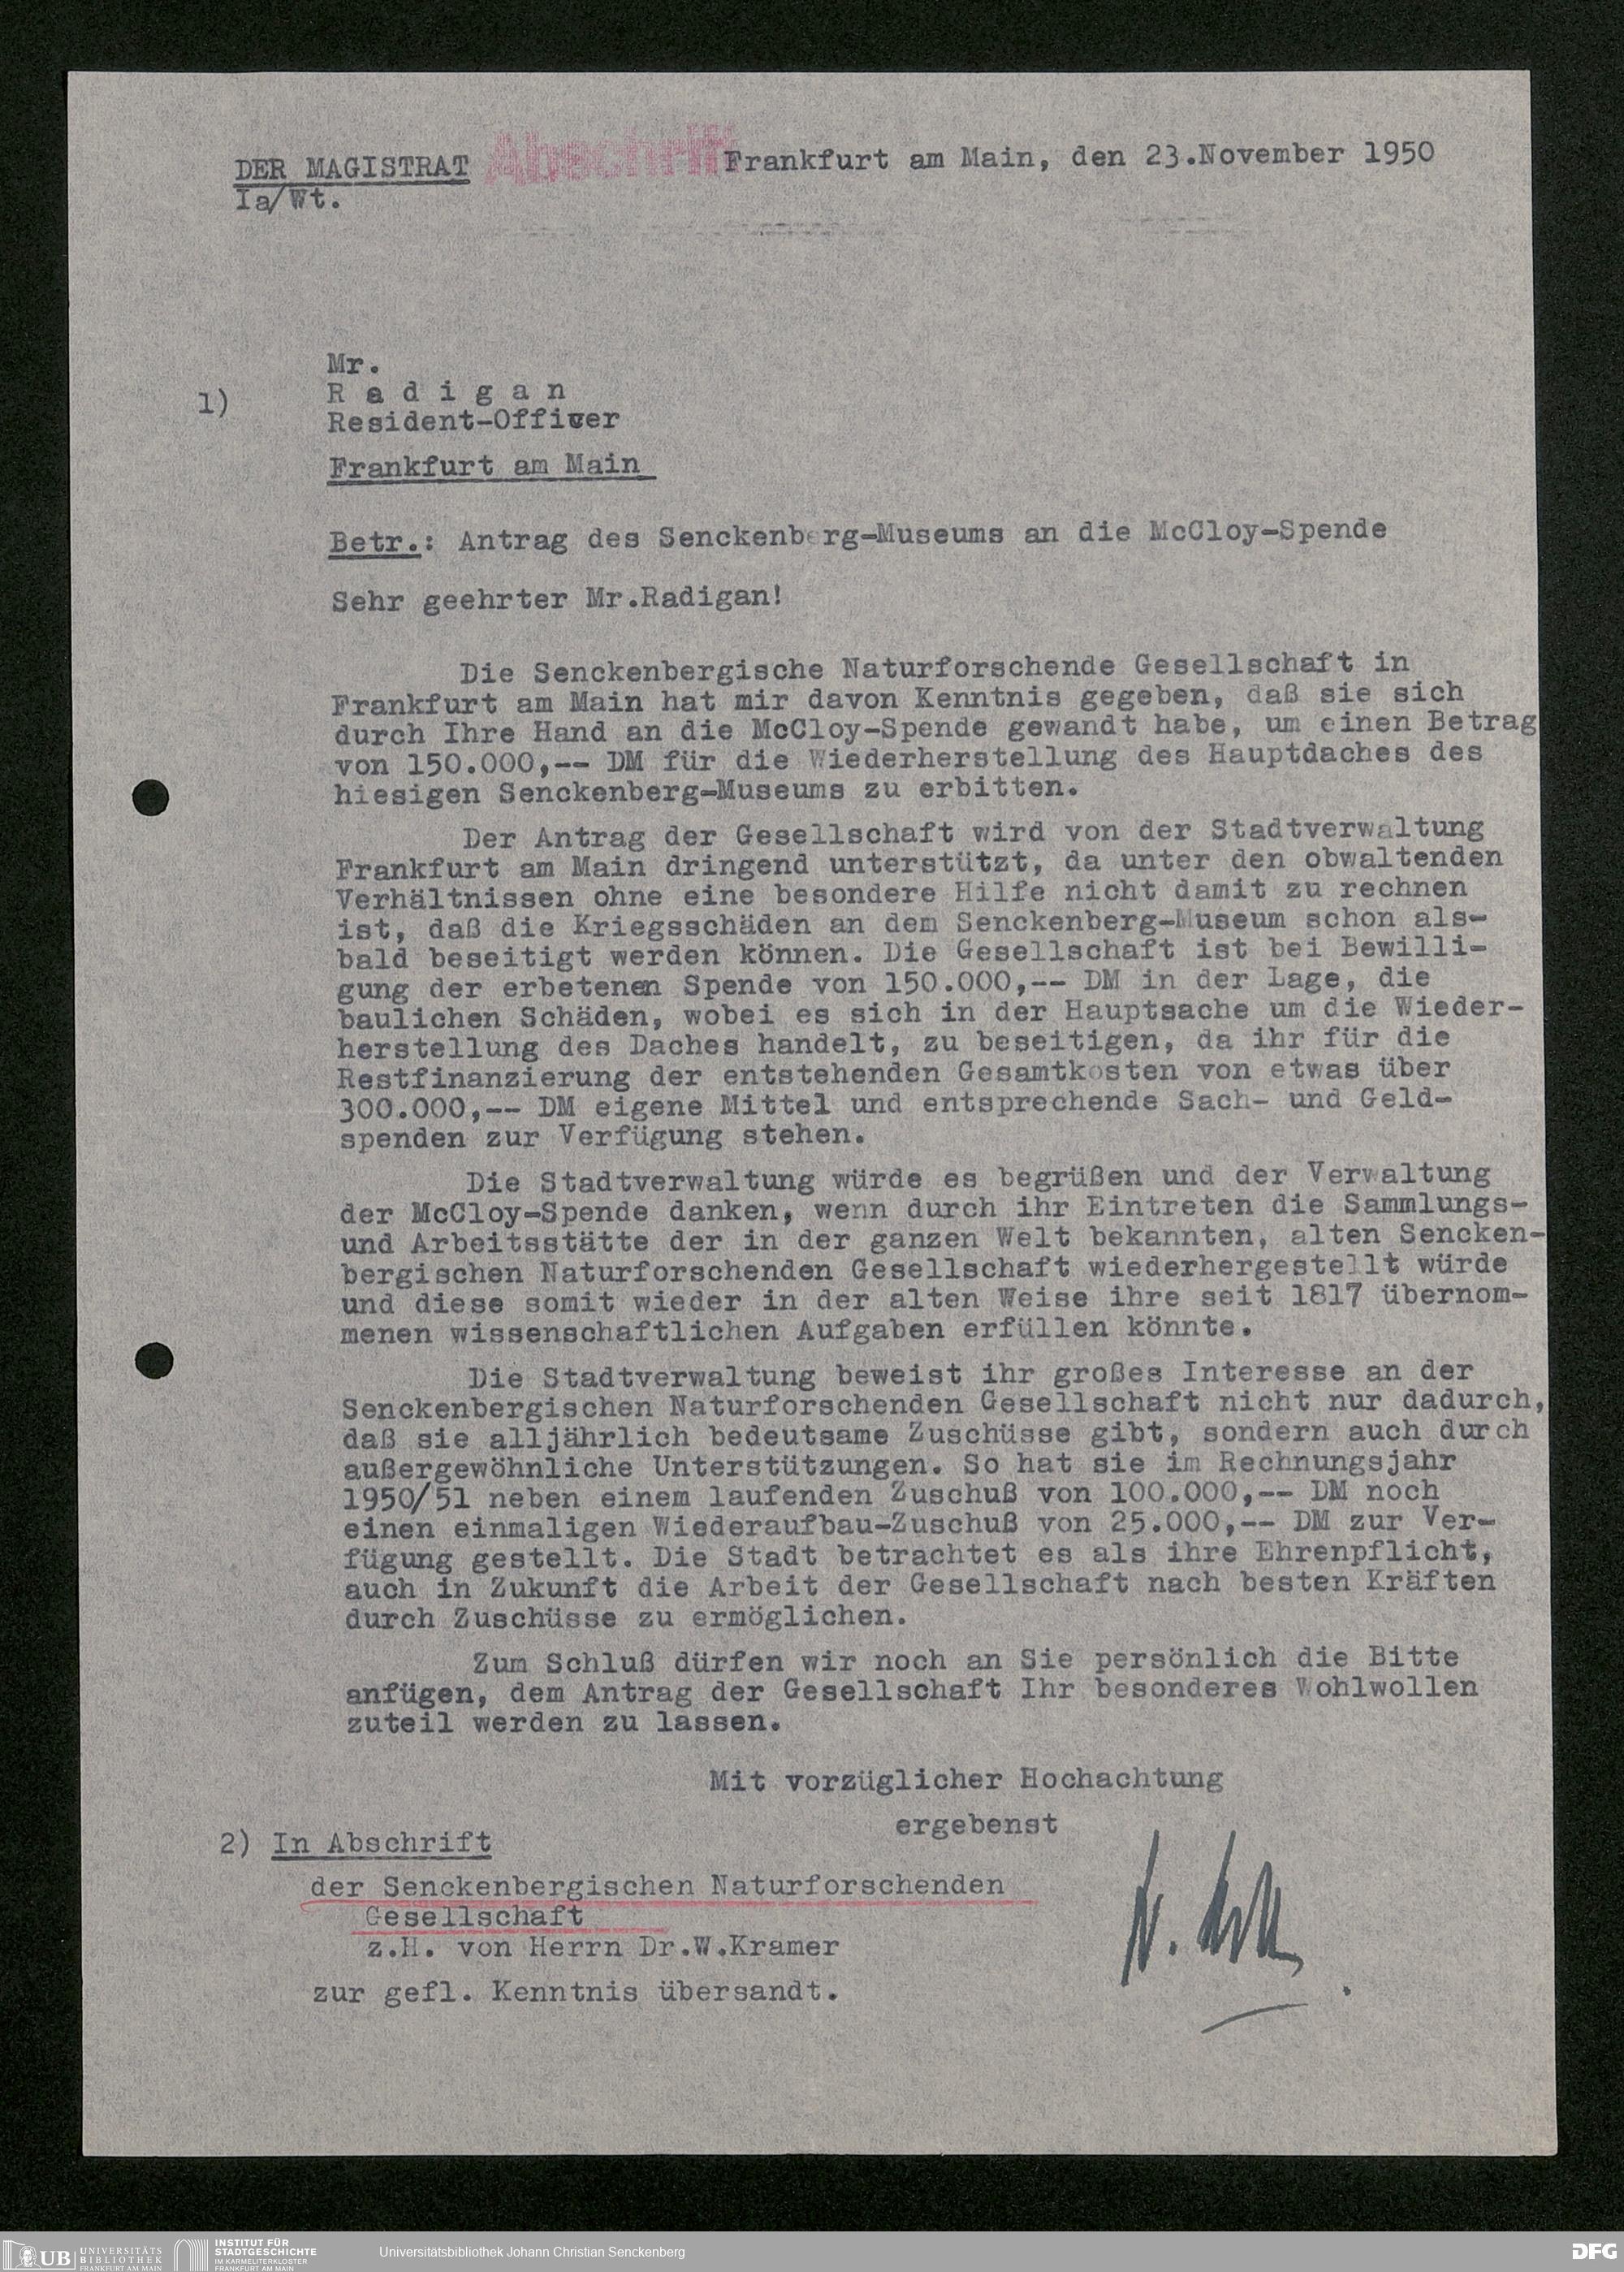 DER MAGISTRAT
Abschrift
Frankfurt am Main, den 23.November 1950
Ia/Wt.
1)
Mr.
R a d i g a n
Resident-Officer
Frankfurt am Main
Betr.: Antrag des Senckenberg-Museums an die McCloy-Spende
Sehr geehrter Mr.Radigan!
Die Senckenbergische Naturforschende Gesellschaft in
Frankfurt am Main hat mir davon Kenntnis gegeben, daß sie sich
durch Ihre Hand an die McCloy-Spende gewandt habe, um einen Betrag
von 150.000,-- DM für die Wiederherstellung des Hauptdaches des
hiesigen Senckenberg-Museums zu erbitten.
Der Antrag der Gesellschaft wird von der Stadtverwaltung
Frankfurt am Main dringend unterstützt, da unter den obwaltenden
Verhältnissen ohne eine besondere Hilfe nicht damit zu rechnen
ist, daß die Kriegsschäden an dem Senckenberg-Museum schon als-
bald beseitigt werden können. Die Gesellschaft ist bei Bewilli-
gung der erbetenen Spende von 150.000,-- DM in der Lage, die
baulichen Schäden, wobei es sich in der Hauptsache um die Wieder-
herstellung des Daches handelt, zu beseitigen, da ihr für die
Restfinanzierung der entstehenden Gesamtkosten von etwas über
300.000,-- DM eigene Mittel und entsprechende Sach- und Geld-
spenden zur Verfügung stehen.
Die Stadtverwaltung würde es begrüßen und der Verwaltung
der McCloy-Spende danken, wenn durch ihr Eintreten die Sammlungs-
und Arbeitsstätte der in der ganzen Welt bekannten, alten Sencken-
bergischen Naturforschenden Gesellschaft wiederhergestellt würde
und diese somit wieder in der alten Weise ihre seit 1817 übernom-
menen wissenschaftlichen Aufgaben erfüllen könnte.
Die Stadtverwaltung beweist ihr großes Interesse an der
Senckenbergischen Naturforschenden Gesellschaft nicht nur dadurch,
daß sie alljährlich bedeutsame Zuschüsse gibt, sondern auch durch
außergewöhnliche Unterstützungen. So hat sie im Rechnungsjahr
1950/51 neben einem laufenden Zuschuß von 100.000,-- DM noch
einen einmaligen Wiederaufbau-Zuschuß von 25.000,-- DM zur Ver-
fügung gestellt. Die Stadt betrachtet es als ihre Ehrenpflicht,
auch in Zukunft die Arbeit der Gesellschaft nach besten Kräften
durch Zuschüsse zu ermöglichen.
Zum Schluß dürfen wir noch an Sie persönlich die Bitte
anfügen, dem Antrag der Gesellschaft Ihr besonderes Wohlwollen
zuteil werden zu lassen.
Mit vorzüglicher Hochachtung
ergebenst
2) In Abschrift
der Senckenbergischen Naturforschenden
Gesellschaft
z.H. von Herrn Dr.W.Kramer
zur gefl. Kenntnis übersandt.
UB UNIVERSITÄTS
BIBLIOTHEK
FRANKFURT AM MAIN
INSTITUT FÜR
STADTGESCHICHTE
IM KARMELITERKLOSTER
FRANKFURT AM MAIN
Universitätsbibliothek Johann Christian Senckenberg
DFG